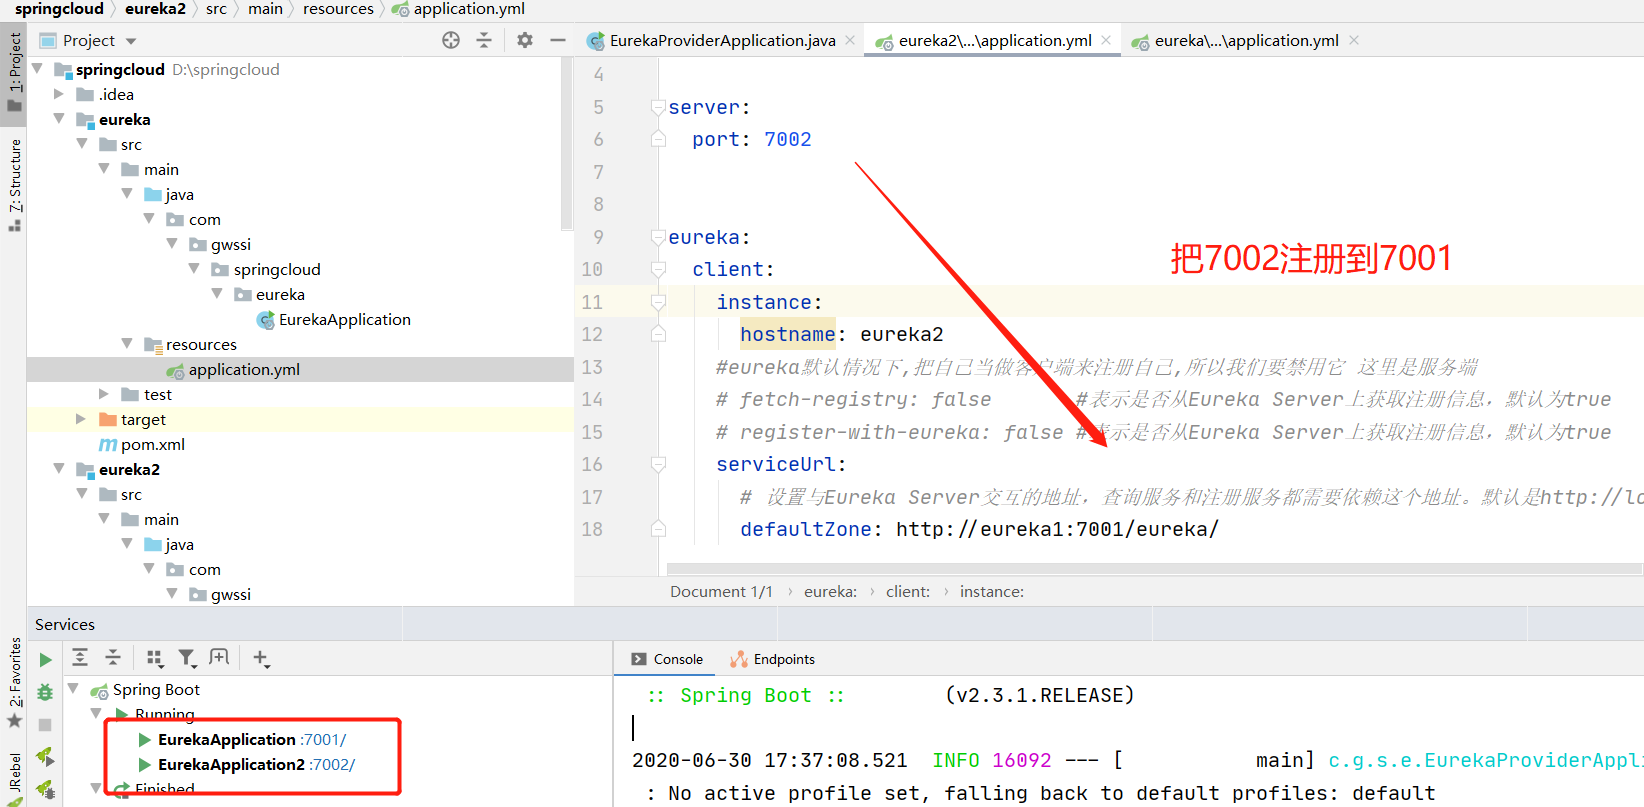 springcloud eureka2 src main resources application.yml
1: Project
Project
EurekaProviderApplication.java
eureka2\...\application.yml
eureka\...\application.yml
springcloud D:\springcloud
.idea
eureka
src
main
java
com
gwssi
springcloud
eureka
EurekaApplication
resources
application.yml
test
target
pom.xml
eureka2
src
main
java
com
gwssi
7: Structure
4
5 server:
6 port: 7002
7
8
9 eureka:
10 client:
11 instance:
12 hostname: eureka2
13 #eureka默认情况下,把自己当做客户端来注册自己,所以我们要禁用它 这里是服务端
14 # fetch-registry: false #表示是否从Eureka Server上获取注册信息，默认为true
15 # register-with-eureka: false #表示是否从Eureka Server上获取注册信息，默认为true
16 serviceUrl:
17 # 设置与Eureka Server交互的地址，查询服务和注册服务都需要依赖这个地址。默认是http://lo
18 defaultZone: http://eureka1:7001/eureka/
把7002注册到7001
Document 1/1 › eureka: › client: › instance:
Services
2: Favorites
JRebel
Spring Boot
Running
EurekaApplication :7001/
EurekaApplication2 :7002/
Finished
Console
Endpoints
:: Spring Boot :: (v2.3.1.RELEASE)
2020-06-30 17:37:08.521 INFO 16092 --- [ main] c.g.s.e.EurekaProviderAppli
: No active profile set, falling back to default profiles: default